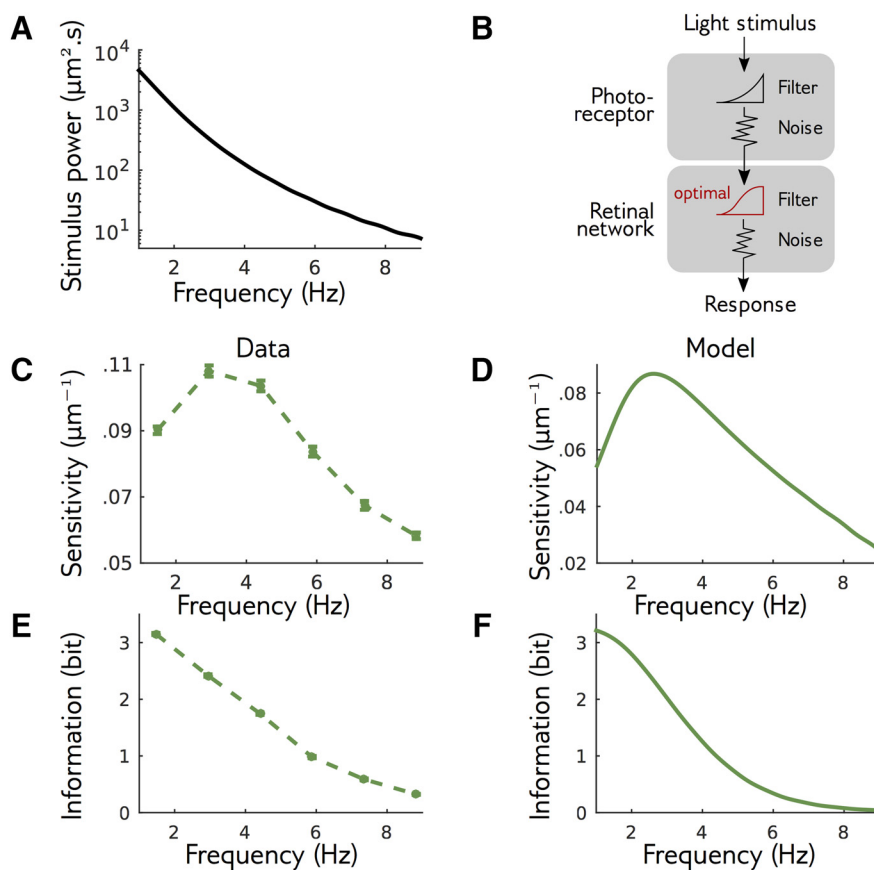 A
Stimulus power (μm².s)
10⁴
10³
10²
10¹
2 4 6 8
Frequency (Hz)
B
Light stimulus
Photo-
receptor
Filter
Noise
Retinal
network
optimal
Filter
Noise
Response
C
Data
Sensitivity (μm⁻¹)
.11
.09
.07
.05
2 4 6 8
Frequency (Hz)
D
Model
Sensitivity (μm⁻¹)
.08
.06
.04
.02
2 4 6 8
Frequency (Hz)
E
Information (bit)
3
2
1
0
2 4 6 8
Frequency (Hz)
F
Information (bit)
3
2
1
0
2 4 6 8
Frequency (Hz)